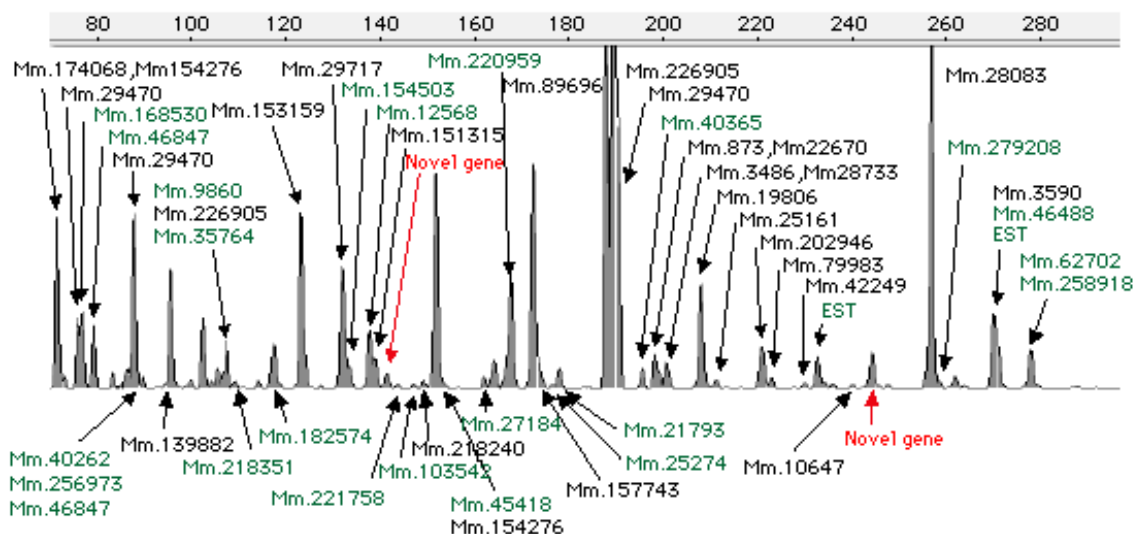 80 100 120 140 160 180 200 220 240 260 280
Mm.174068,Mm154276
Mm.29470
Mm.168530
Mm.46847
Mm.29470
Mm.9860
Mm.226905
Mm.35764
Mm.153159
Mm.29717
Mm.154503
Mm.12568
Mm.151315
Novel gene
Mm.220959
Mm.89696
Mm.226905
Mm.29470
Mm.40365
Mm.873,Mm22670
Mm.3486,Mm28733
Mm.19806
Mm.25161
Mm.202946
Mm.79983
Mm.42249
EST
Mm.28083
Mm.279208
Mm.3590
Mm.46488
EST
Mm.62702
Mm.258918
Mm.40262
Mm.256973
Mm.46847
Mm.139882
Mm.218351
Mm.182574
Mm.221758
Mm.103542
Mm.218240
Mm.27184
Mm.45418
Mm.154276
Mm.157743
Mm.25274
Mm.21793
Mm.10647
Novel gene